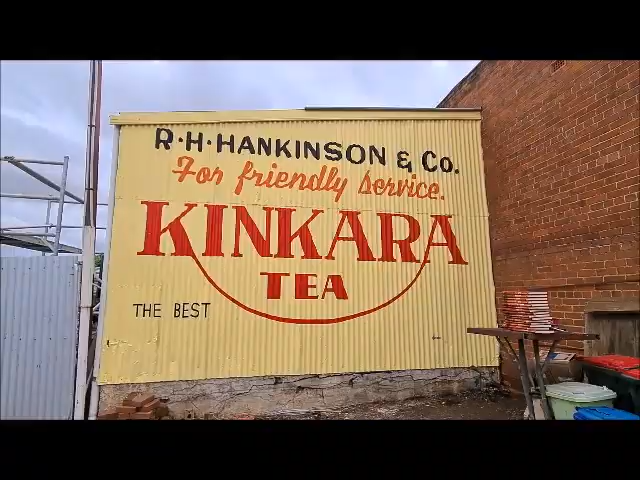 R·H·HANKINSON & Co.
For friendly service.
KINKARA
TEA
THE BEST